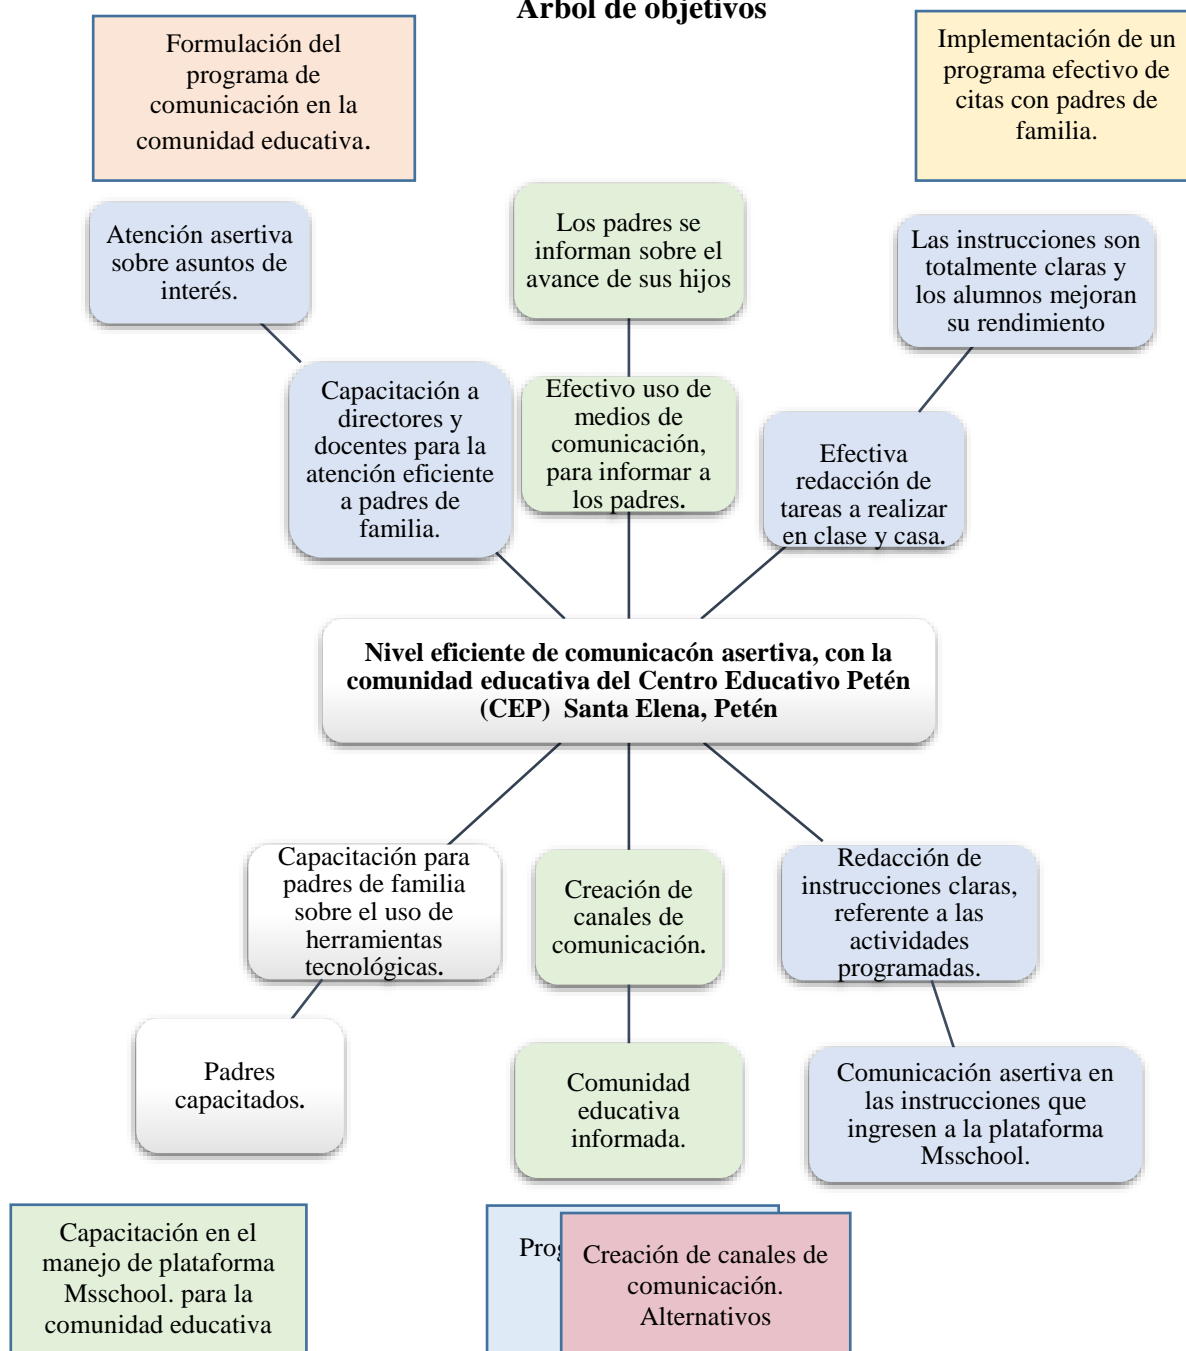 Árbol de objetivos
Formulación del
programa de
comunicación en la
comunidad educativa.
Implementación de un
programa efectivo de
citas con padres de
familia.
Atención asertiva
sobre asuntos de
interés.
Los padres se
informan sobre el
avance de sus hijos
Las instrucciones son
totalmente claras y
los alumnos mejoran
su rendimiento
Capacitación a
directores y
docentes para la
atención eficiente
a padres de
familia.
Efectivo uso de
medios de
comunicación,
para informar a
los padres.
Efectiva
redacción de
tareas a realizar
en clase y casa.
Nivel eficiente de comunicacón asertiva, con la
comunidad educativa del Centro Educativo Petén
(CEP) Santa Elena, Petén
Capacitación para
padres de familia
sobre el uso de
herramientas
tecnológicas.
Creación de
canales de
comunicación.
Redacción de
instrucciones claras,
referente a las
actividades
programadas.
Padres
capacitados.
Comunidad
educativa
informada.
Comunicación asertiva en
las instrucciones que
ingresen a la plataforma
Msschool.
Capacitación en el
manejo de plataforma
Msschool. para la
comunidad educativa
Creación de canales de
comunicación.
Alternativos